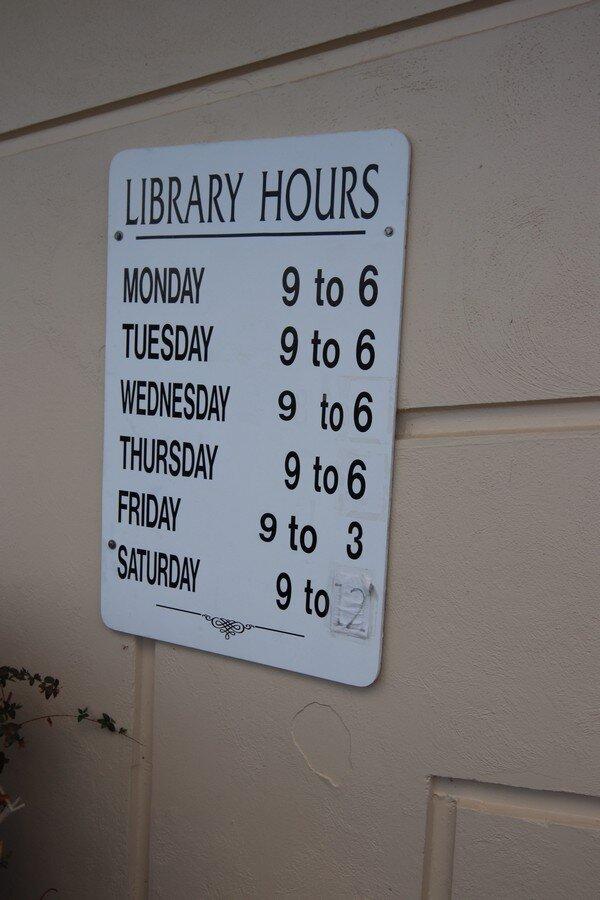 LIBRARY HOURS
MONDAY 9 to 6
TUESDAY 9 to 6
WEDNESDAY 9 to 6
THURSDAY 9 to 6
FRIDAY 9 to 3
SATURDAY 9 to 12